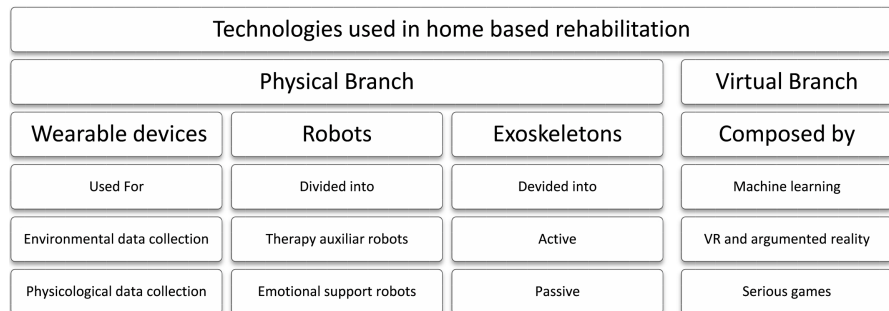 Technologies used in home based rehabilitation
Physical Branch
Virtual Branch
Wearable devices
Robots
Exoskeletons
Composed by
Used For
Divided into
Devided into
Machine learning
Environmental data collection
Therapy auxiliar robots
Active
VR and argumented reality
Physicological data collection
Emotional support robots
Passive
Serious games